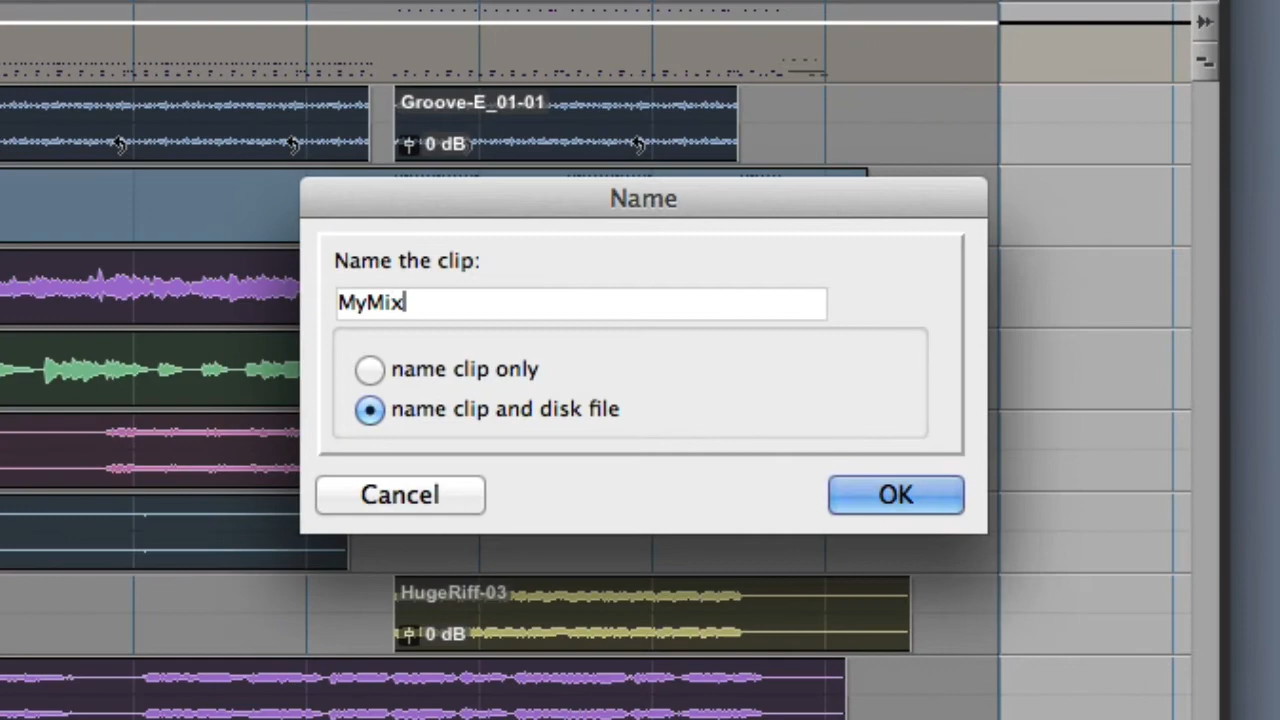 Groove-E_01-01
0 dB
Name
Name the clip:
MyMix
name clip only
name clip and disk file
Cancel
OK
HugeRiff-03
0 dB